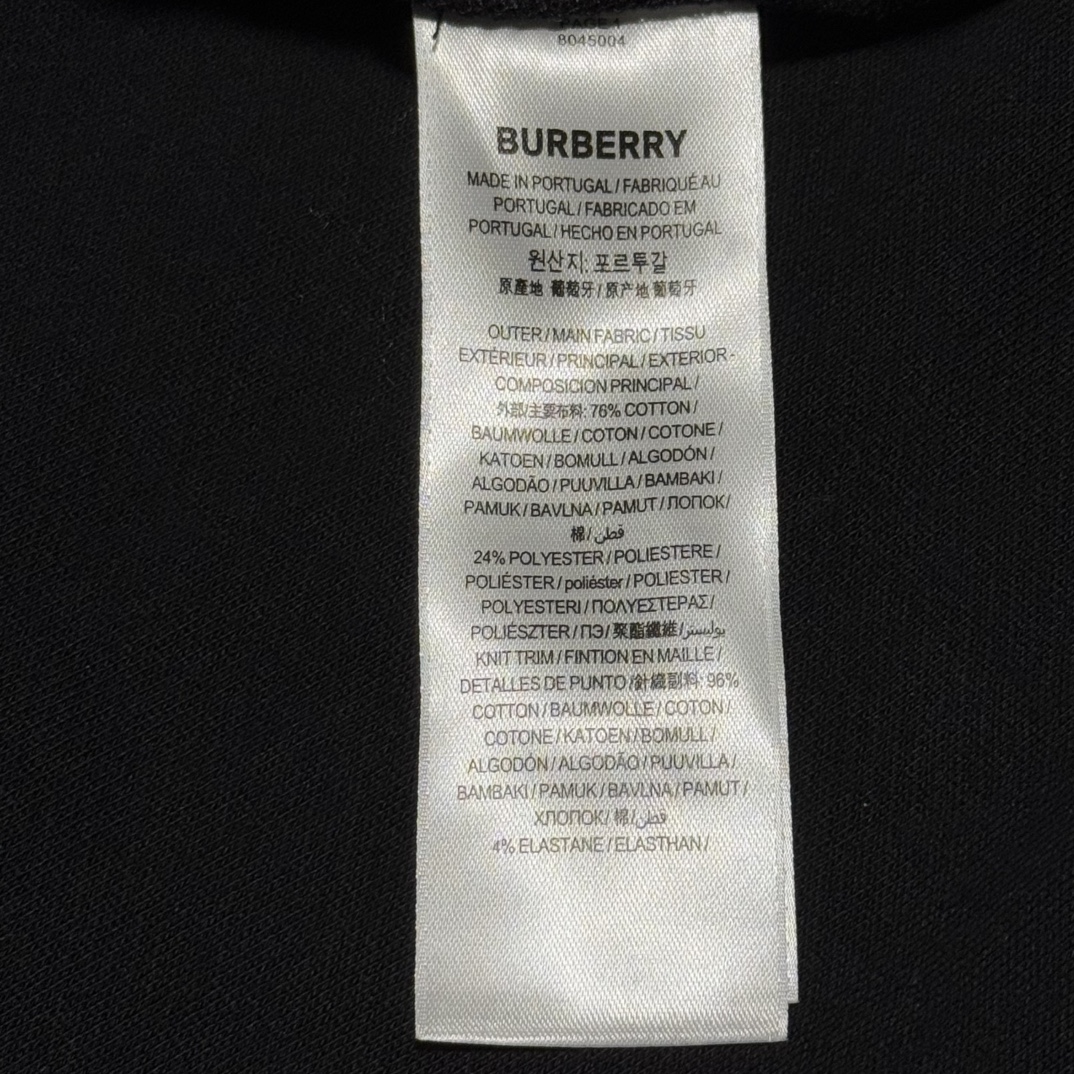 PAGE 1
8045004
BURBERRY
MADE IN PORTUGAL / FABRIQUÉ AU
PORTUGAL / FABRICADO EM
PORTUGAL / HECHO EN PORTUGAL
원산지: 포르투갈
原產地 葡萄牙 / 原产地 葡萄牙
OUTER / MAIN FABRIC / TISSU
EXTÉRIEUR / PRINCIPAL / EXTERIOR -
COMPOSICION PRINCIPAL /
外部/主要布料: 76% COTTON /
BAUMWOLLE / COTON / COTONE /
KATOEN / BOMULL / ALGODÓN /
ALGODÃO / PUUVILLA / BAMBAKI /
PAMUK / BAVLNA / PAMUT / ЛОПОК/
棉/ قطن
24% POLYESTER / POLIESTERE /
POLIÉSTER / poliéster / POLIESTER /
POLYESTERI / ΠΟΛΥΕΣΤΕΡΑΣ/
POLIÉSZTER / ПЭ / 聚酯纖維/ بوليستر
KNIT TRIM / FINTION EN MAILLE /
DETALLES DE PUNTO /針織副料: 96%
COTTON / BAUMWOLLE / COTON /
COTONE / KATOEN / BOMULL /
ALGODÓN / ALGODÃO / PUUVILLA /
BAMBAKI / PAMUK / BAVLNA / PAMUT /
ХЛОПОК/ 棉/ قطن
4% ELASTANE / ELASTHAN /